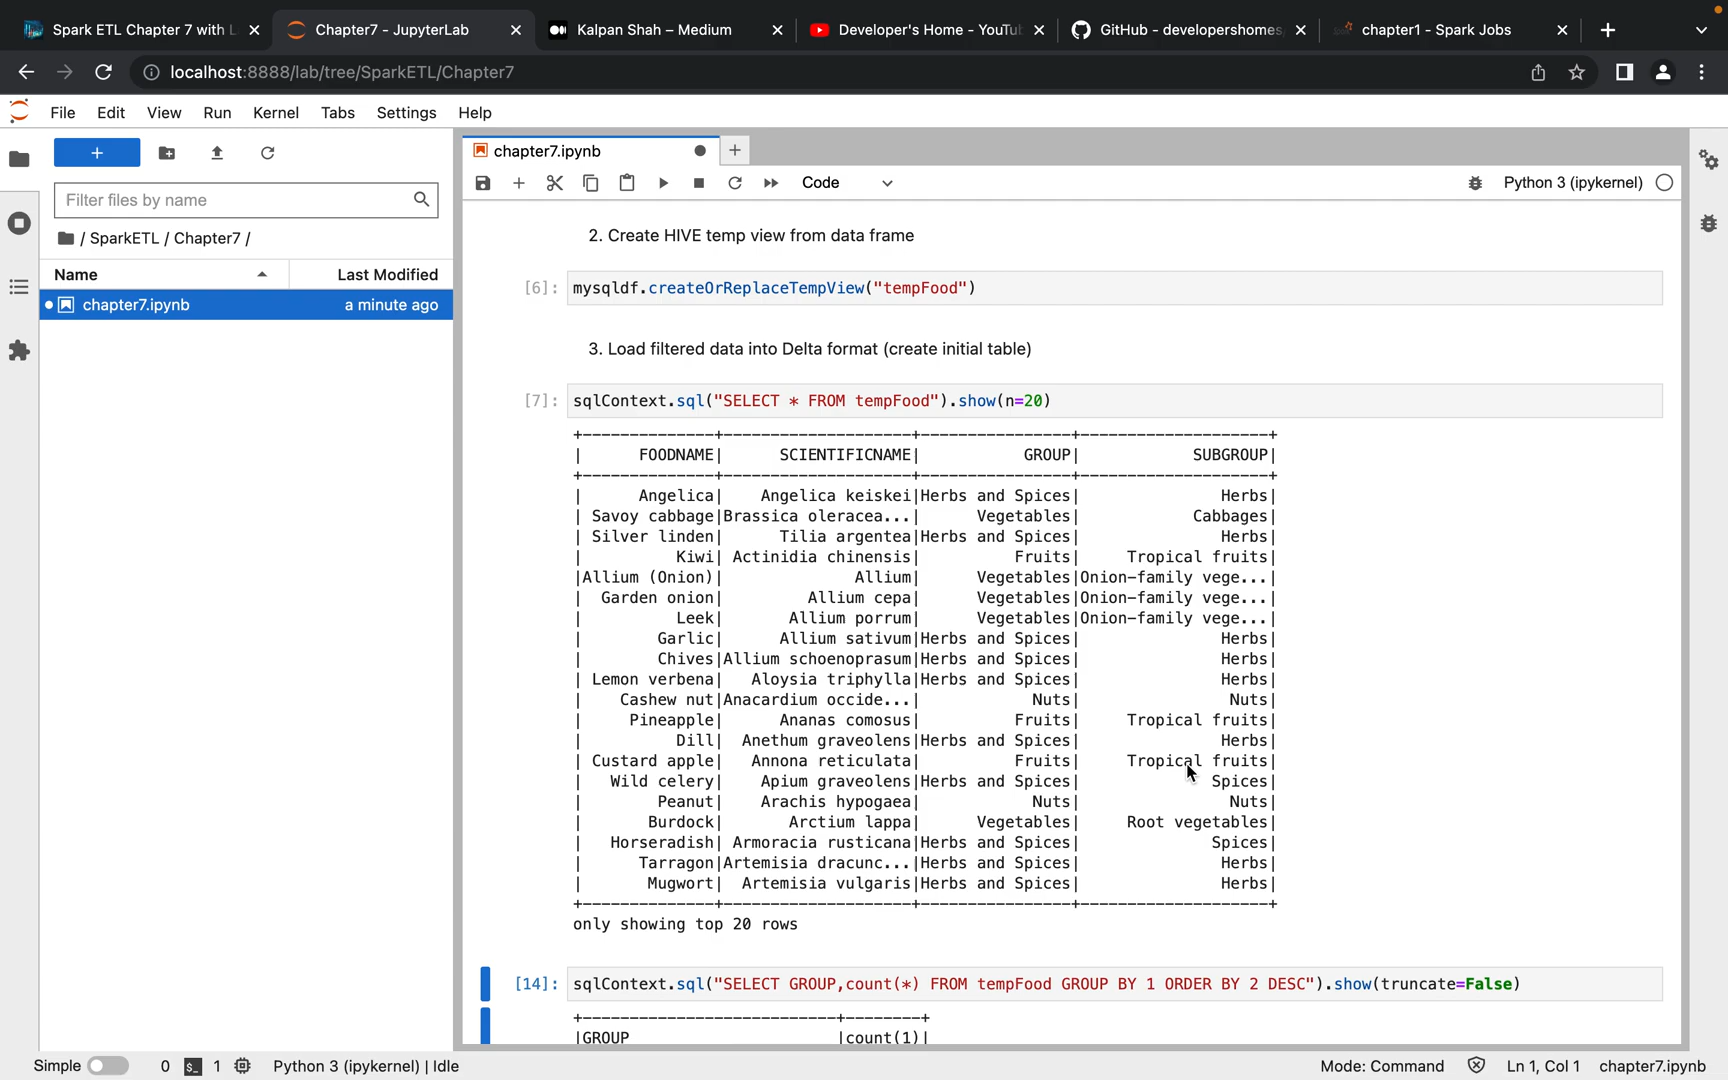 Spark ETL Chapter 7 with L
Chapter7 - JupyterLab
Kalpan Shah – Medium
Developer's Home - YouTub
GitHub - developershomes
chapter1 - Spark Jobs
localhost:8888/lab/tree/SparkETL/Chapter7
File Edit View Run Kernel Tabs Settings Help
chapter7.ipynb
Code
Python 3 (ipykernel)
Filter files by name
/ SparkETL / Chapter7 /
Name Last Modified
chapter7.ipynb a minute ago
2. Create HIVE temp view from data frame
[6]: mysqldf.createOrReplaceTempView("tempFood")
3. Load filtered data into Delta format (create initial table)
[7]: sqlContext.sql("SELECT * FROM tempFood").show(n=20)
+--------------+--------------------+----------------+--------------------+
| FOODNAME| SCIENTIFICNAME| GROUP| SUBGROUP|
+--------------+--------------------+----------------+--------------------+
| Angelica| Angelica keiskei|Herbs and Spices| Herbs|
| Savoy cabbage|Brassica oleracea...| Vegetables| Cabbages|
| Silver linden| Tilia argentea|Herbs and Spices| Herbs|
| Kiwi| Actinidia chinensis| Fruits| Tropical fruits|
|Allium (Onion)| Allium| Vegetables|Onion-family vege...|
| Garden onion| Allium cepa| Vegetables|Onion-family vege...|
| Leek| Allium porrum| Vegetables|Onion-family vege...|
| Garlic| Allium sativum|Herbs and Spices| Herbs|
| Chives|Allium schoenoprasum|Herbs and Spices| Herbs|
| Lemon verbena| Aloysia triphylla|Herbs and Spices| Herbs|
| Cashew nut|Anacardium occide...| Nuts| Nuts|
| Pineapple| Ananas comosus| Fruits| Tropical fruits|
| Dill| Anethum graveolens|Herbs and Spices| Herbs|
| Custard apple| Annona reticulata| Fruits| Tropical fruits|
| Wild celery| Apium graveolens|Herbs and Spices| Spices|
| Peanut| Arachis hypogaea| Nuts| Nuts|
| Burdock| Arctium lappa| Vegetables| Root vegetables|
| Horseradish| Armoracia rusticana|Herbs and Spices| Spices|
| Tarragon|Artemisia dracunc...|Herbs and Spices| Herbs|
| Mugwort| Artemisia vulgaris|Herbs and Spices| Herbs|
+--------------+--------------------+----------------+--------------------+
only showing top 20 rows
[14]: sqlContext.sql("SELECT GROUP,count(*) FROM tempFood GROUP BY 1 ORDER BY 2 DESC").show(truncate=False)
+---------------------------+--------+
|GROUP |count(1)|
Simple 0 1 Python 3 (ipykernel) | Idle Mode: Command Ln 1, Col 1 chapter7.ipynb